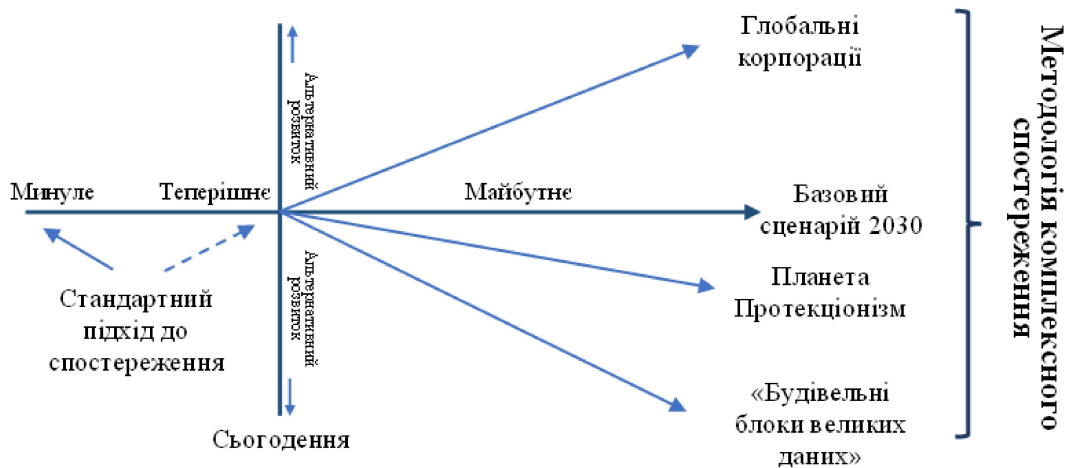 Глобальні
корпорації
Альтернативний
розвиток
Минуле
Теперішнє
Майбутнє
Базовий
сценарій 2030
Альтернативний
розвиток
Стандартний
підхід до
спостереження
Планета
Протекціонізм
«Будівельні
блоки великих
даних»
Сьогодення
Методологія комплексного
спостереження